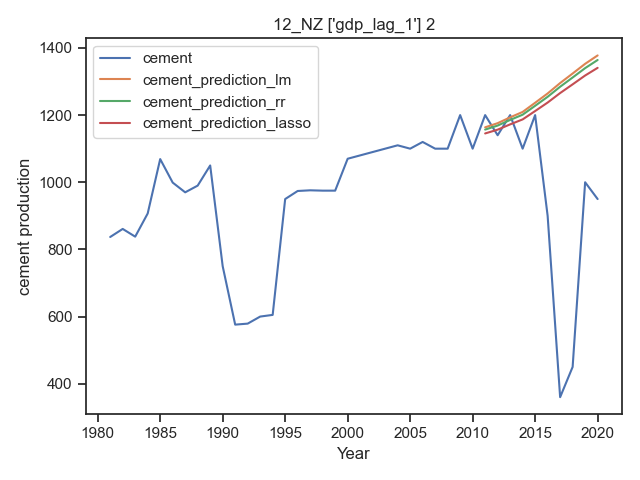 12_NZ ['gdp_lag_1'] 2
cement
cement_prediction_lm
cement_prediction_rr
cement_prediction_lasso
cement production
1400
1200
1000
800
600
400
1980 1985 1990 1995 2000 2005 2010 2015 2020
Year